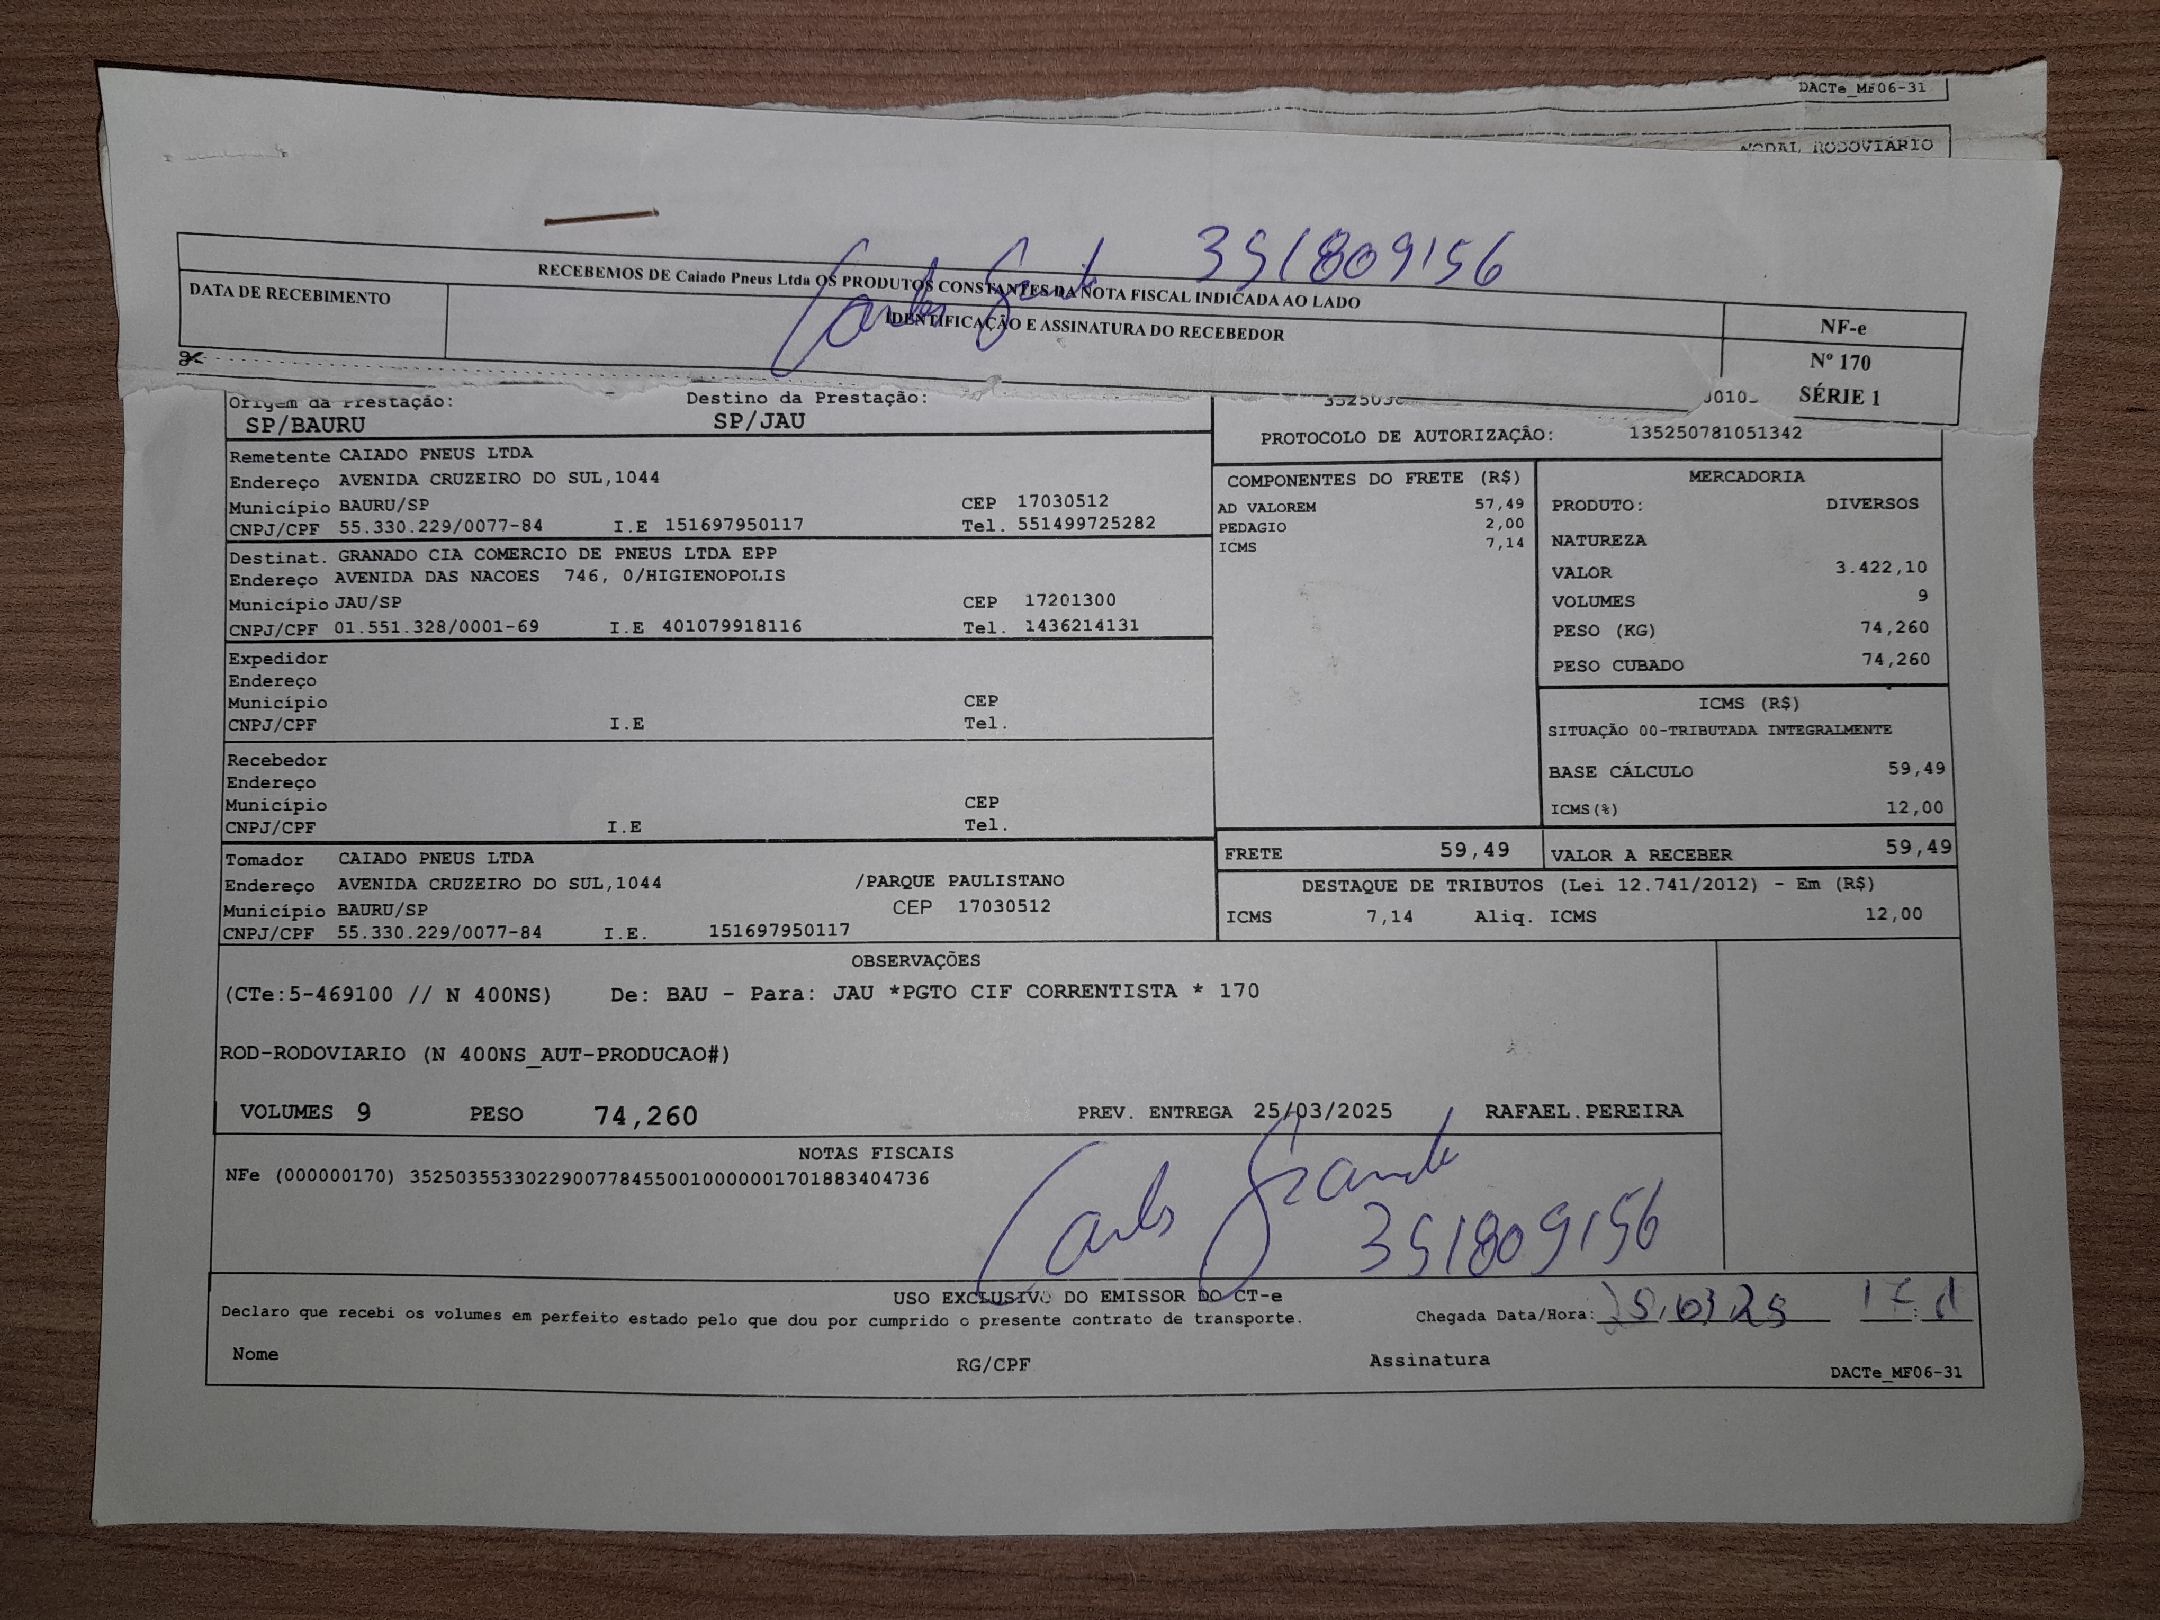 DACTe_MF06-31
MODAL RODOVIÁRIO
Carlos 351809156
RECEBEMOS DE Caiado Pneus Ltda OS PRODUTOS CONSTANTES DA NOTA FISCAL INDICADA AO LADO
DATA DE RECEBIMENTO
IDENTIFICAÇÃO E ASSINATURA DO RECEBEDOR
NF-e
Nº 170
SÉRIE 1
Origem da Prestação: Destino da Prestação:
SP/BAURU SP/JAU
PROTOCOLO DE AUTORIZAÇÃO: 135250781051342
Remetente CAIADO PNEUS LTDA
Endereço AVENIDA CRUZEIRO DO SUL,1044
Município BAURU/SP CEP 17030512
CNPJ/CPF 55.330.229/0077-84 I.E 151697950117 Tel. 551499725282
Destinat. GRANADO CIA COMERCIO DE PNEUS LTDA EPP
Endereço AVENIDA DAS NACOES 746, 0/HIGIENOPOLIS
Município JAU/SP CEP 17201300
CNPJ/CPF 01.551.328/0001-69 I.E 401079918116 Tel. 1436214131
Expedidor
Endereço
Município CEP
CNPJ/CPF I.E Tel.
Recebedor
Endereço
Município CEP
CNPJ/CPF I.E Tel.
Tomador CAIADO PNEUS LTDA
Endereço AVENIDA CRUZEIRO DO SUL,1044 /PARQUE PAULISTANO
Município BAURU/SP CEP 17030512
CNPJ/CPF 55.330.229/0077-84 I.E. 151697950117
COMPONENTES DO FRETE (R$)
AD VALOREM 57,49
PEDAGIO 2,00
ICMS 7,14
MERCADORIA
PRODUTO: DIVERSOS
NATUREZA
VALOR 3.422,10
VOLUMES 9
PESO (KG) 74,260
PESO CUBADO 74,260
ICMS (R$)
SITUAÇÃO 00-TRIBUTADA INTEGRALMENTE
BASE CÁLCULO 59,49
ICMS(%) 12,00
FRETE 59,49 VALOR A RECEBER 59,49
DESTAQUE DE TRIBUTOS (Lei 12.741/2012) - Em (R$)
ICMS 7,14 Aliq. ICMS 12,00
OBSERVAÇÕES
(CTe:5-469100 // N 400NS) De: BAU - Para: JAU *PGTO CIF CORRENTISTA * 170
ROD-RODOVIARIO (N 400NS_AUT-PRODUCAO#)
VOLUMES 9 PESO 74,260 PREV. ENTREGA 25/03/2025 RAFAEL.PEREIRA
NOTAS FISCAIS
NFe (000000170) 35250355330229007784550010000001701883404736
Carlos
351809156
USO EXCLUSIVO DO EMISSOR DO CT-e
Declaro que recebi os volumes em perfeito estado pelo que dou por cumprido o presente contrato de transporte.
Chegada Data/Hora: 25,03,25
Nome RG/CPF Assinatura
DACTe_MF06-31